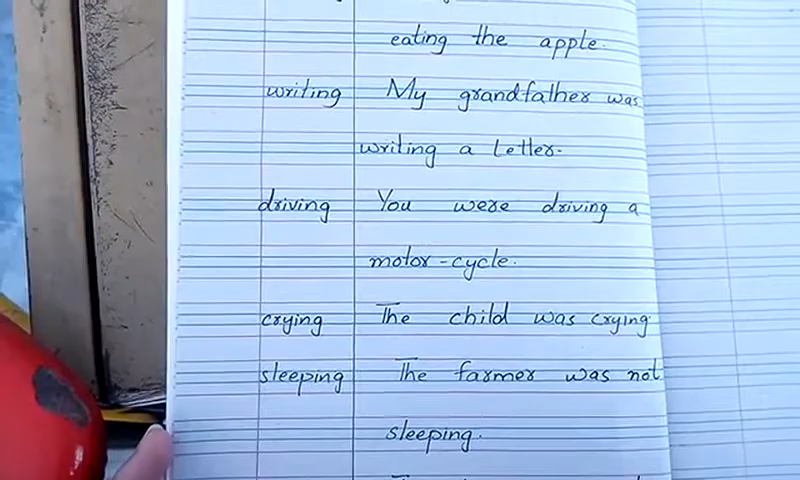 eating the apple.
writing My grandfather was
writing a Letter.
driving You were driving a
motor-cycle.
crying The child was crying.
sleeping The farmer was not
sleeping.